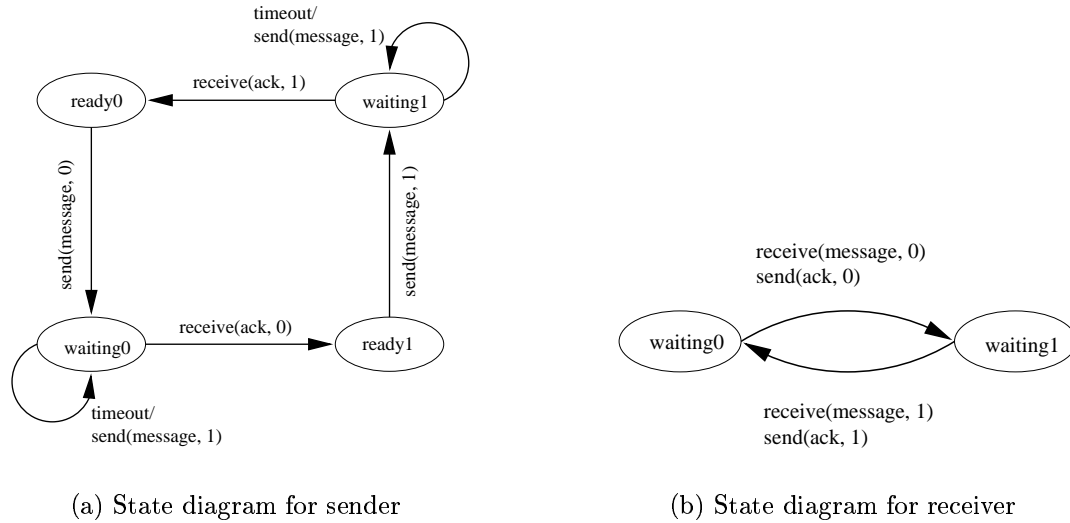 timeout/
send(message, 1)
receive(ack, 1)
ready0
waiting1
send(message, 0)
send(message, 1)
receive(ack, 0)
waiting0
ready1
timeout/
send(message, 1)
(a) State diagram for sender
receive(message, 0)
send(ack, 0)
waiting0
waiting1
receive(message, 1)
send(ack, 1)
(b) State diagram for receiver